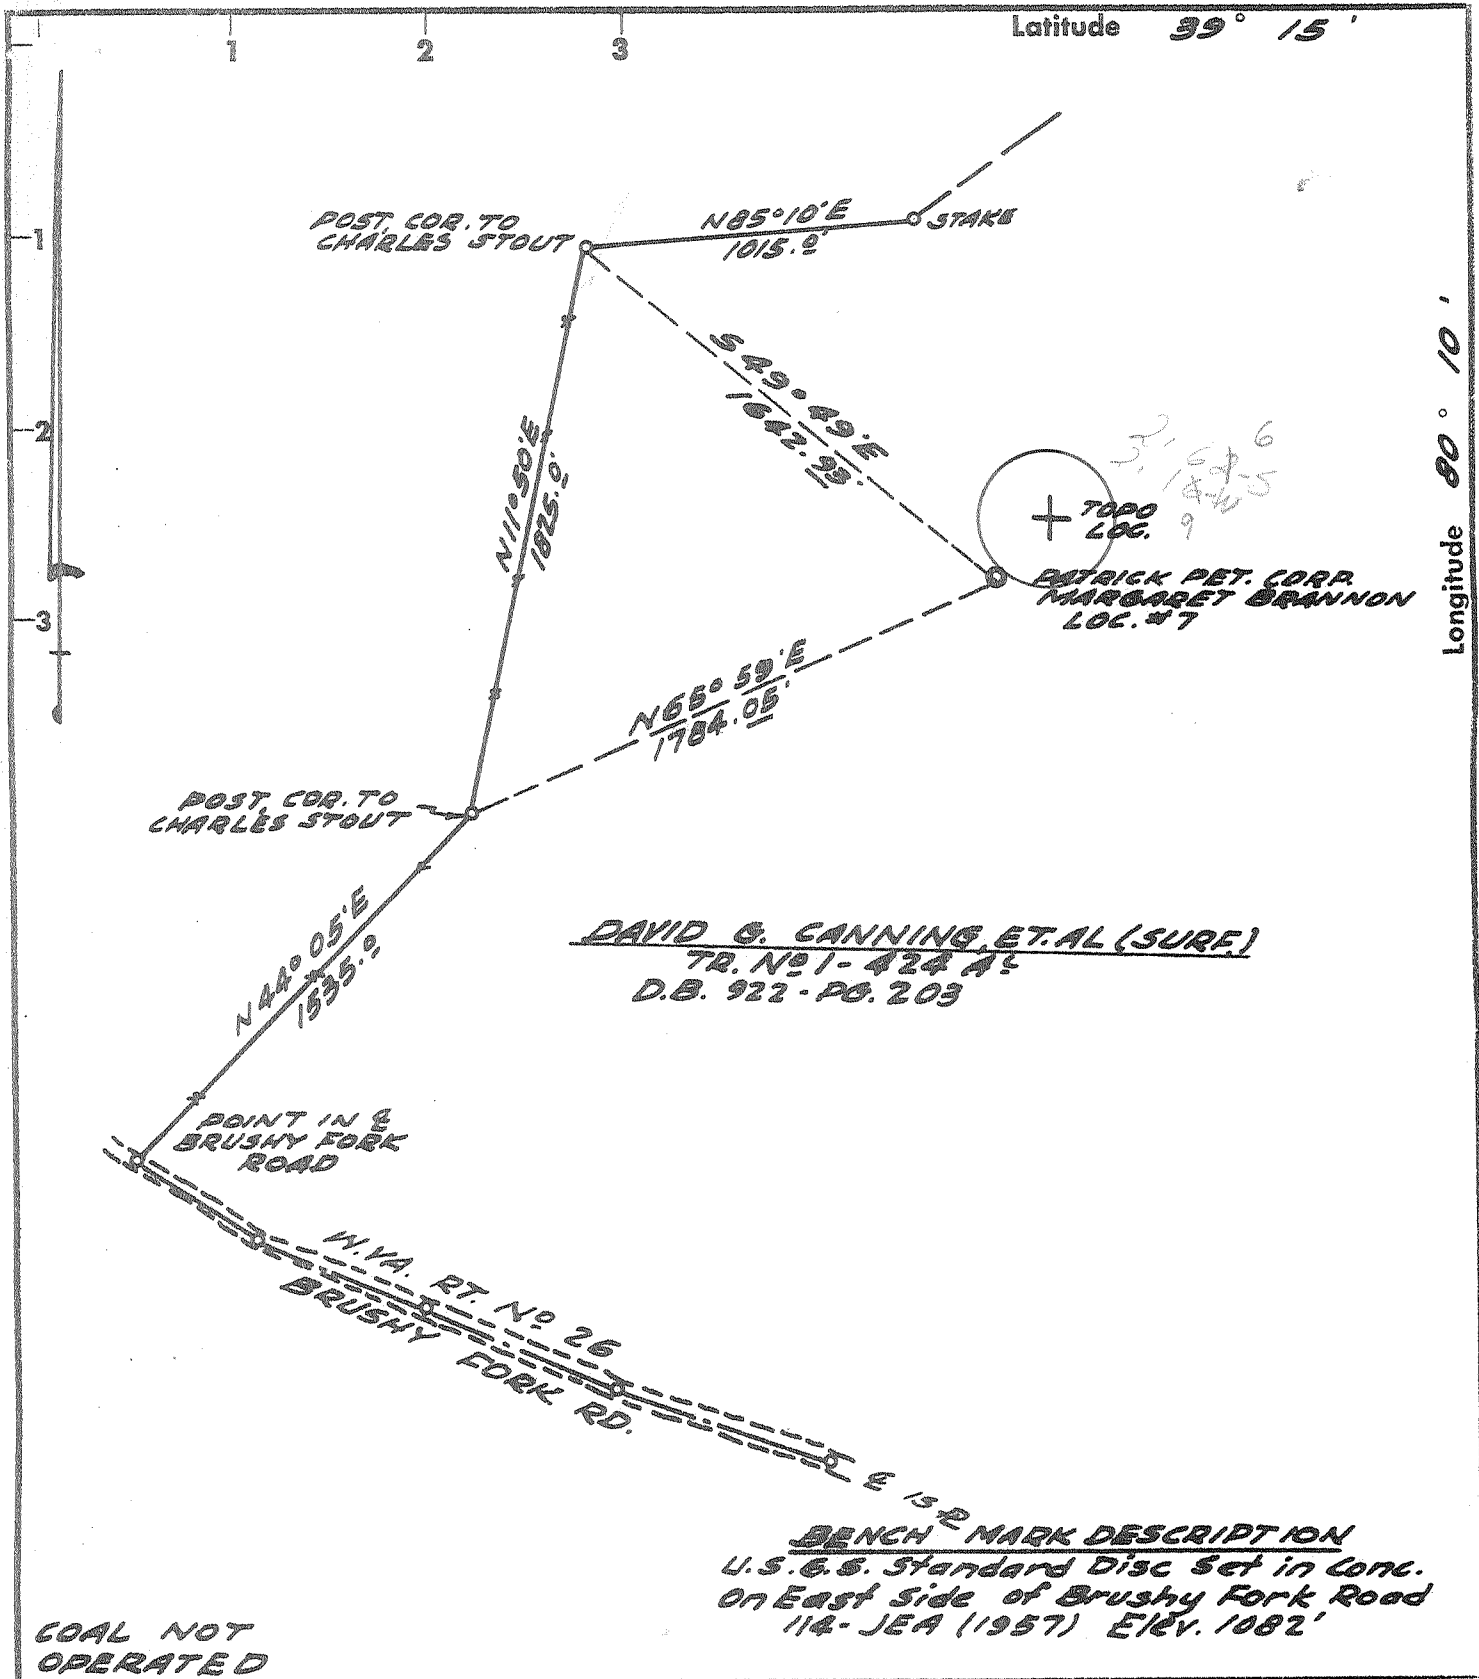 Latitude 39° 15'
1 2 3
1
2
3
Longitude 80° 10'
POST, COR. TO
CHARLES STOUT
N85°10'E
1015.0'
STAKE
S 49° 49'E
1642.93'
N11°50'E
1825.0'
TOPO
LOC.
PATRICK PET. CORP.
MARGARET BRANNON
LOC. #7
N65° 59'E
1784.05'
POST, COR. TO
CHARLES STOUT
N44° 05'E
1535.0
DAVID G. CANNING, ET. AL (SURF.)
TR. Nº 1 - 424 Ac
D.B. 922 - PG. 203
POINT IN ℄
BRUSHY FORK
ROAD
W.VA. RT. Nº 26
BRUSHY FORK RD.
℄ IS ℄
BENCH MARK DESCRIPTION
U.S.G.S. Standard Disc Set in Conc.
On East Side of Brushy Fork Road
114-JEA (1957) Elev. 1082'
COAL NOT
OPERATED